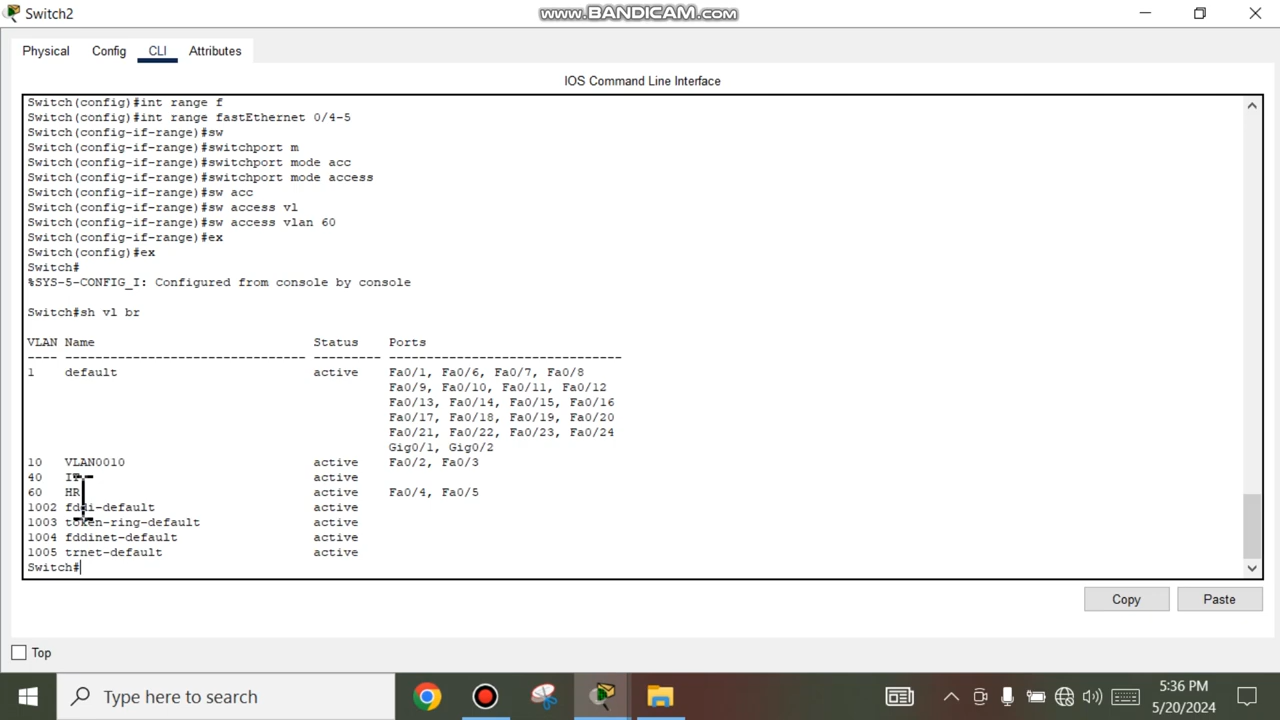 Switch2
www.BANDICAM.com
Physical Config CLI Attributes
IOS Command Line Interface
Switch(config)#int range f
Switch(config)#int range fastEthernet 0/4-5
Switch(config-if-range)#sw
Switch(config-if-range)#switchport m
Switch(config-if-range)#switchport mode acc
Switch(config-if-range)#switchport mode access
Switch(config-if-range)#sw acc
Switch(config-if-range)#sw access vl
Switch(config-if-range)#sw access vlan 60
Switch(config-if-range)#ex
Switch(config)#ex
Switch#
%SYS-5-CONFIG_I: Configured from console by console
Switch#sh vl br
VLAN Name Status Ports
---- -------------------------------- --------- -------------------------------
1 default active Fa0/1, Fa0/6, Fa0/7, Fa0/8
Fa0/9, Fa0/10, Fa0/11, Fa0/12
Fa0/13, Fa0/14, Fa0/15, Fa0/16
Fa0/17, Fa0/18, Fa0/19, Fa0/20
Fa0/21, Fa0/22, Fa0/23, Fa0/24
Gig0/1, Gig0/2
10 VLAN0010 active Fa0/2, Fa0/3
40 IT active
60 HR active Fa0/4, Fa0/5
1002 fddi-default active
1003 token-ring-default active
1004 fddinet-default active
1005 trnet-default active
Switch#
Copy Paste
Top
Type here to search
5:36 PM
5/20/2024